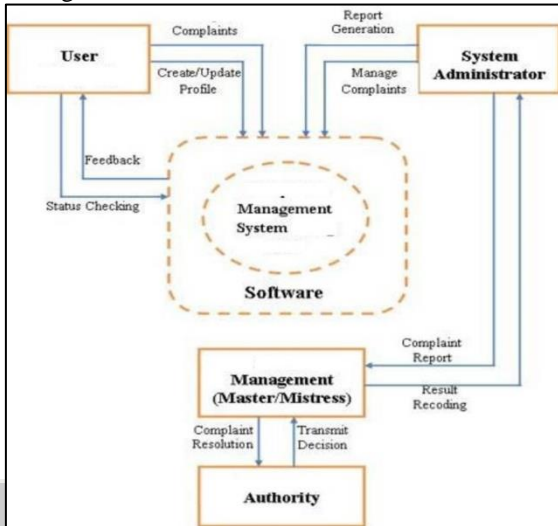 User
Complaints
Create/Update
Profile
Report
Generation
Manage
Complaints
System
Administrator
Feedback
Status Checking
Management
System
Software
Complaint
Report
Result
Recoding
Management
(Master/Mistress)
Complaint
Resolution
Transmit
Decision
Authority